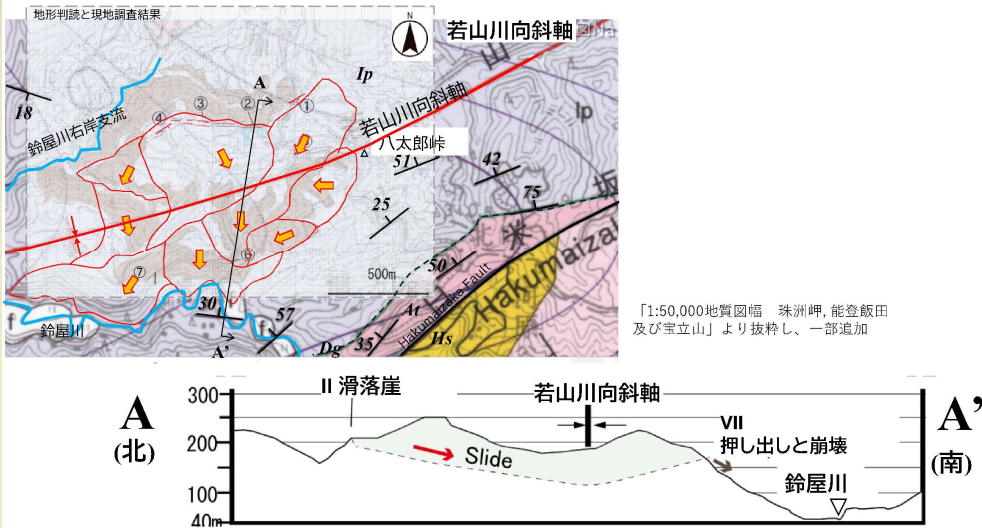 地形判読と現地調査結果
N
若山川向斜軸
山
A
Ip
②
①
③
④
若山川向斜軸
18
鈴屋川右岸支流
八太郎峠
Ip
51
42
75
坂
25
北
米
⑥
500m
50
⑦
30
Hakumaizaka Fault
Hakumaizak
f
鈴屋川
57
f
At
Hs
35
A'
Dg
「1:50,000地質図幅　珠洲岬, 能登飯田
及び宝立山」より抜粋し、一部追加
II 滑落崖
若山川向斜軸
300
A
(北)
A’
(南)
VII
押し出しと崩壊
200
Slide
鈴屋川
100
40m